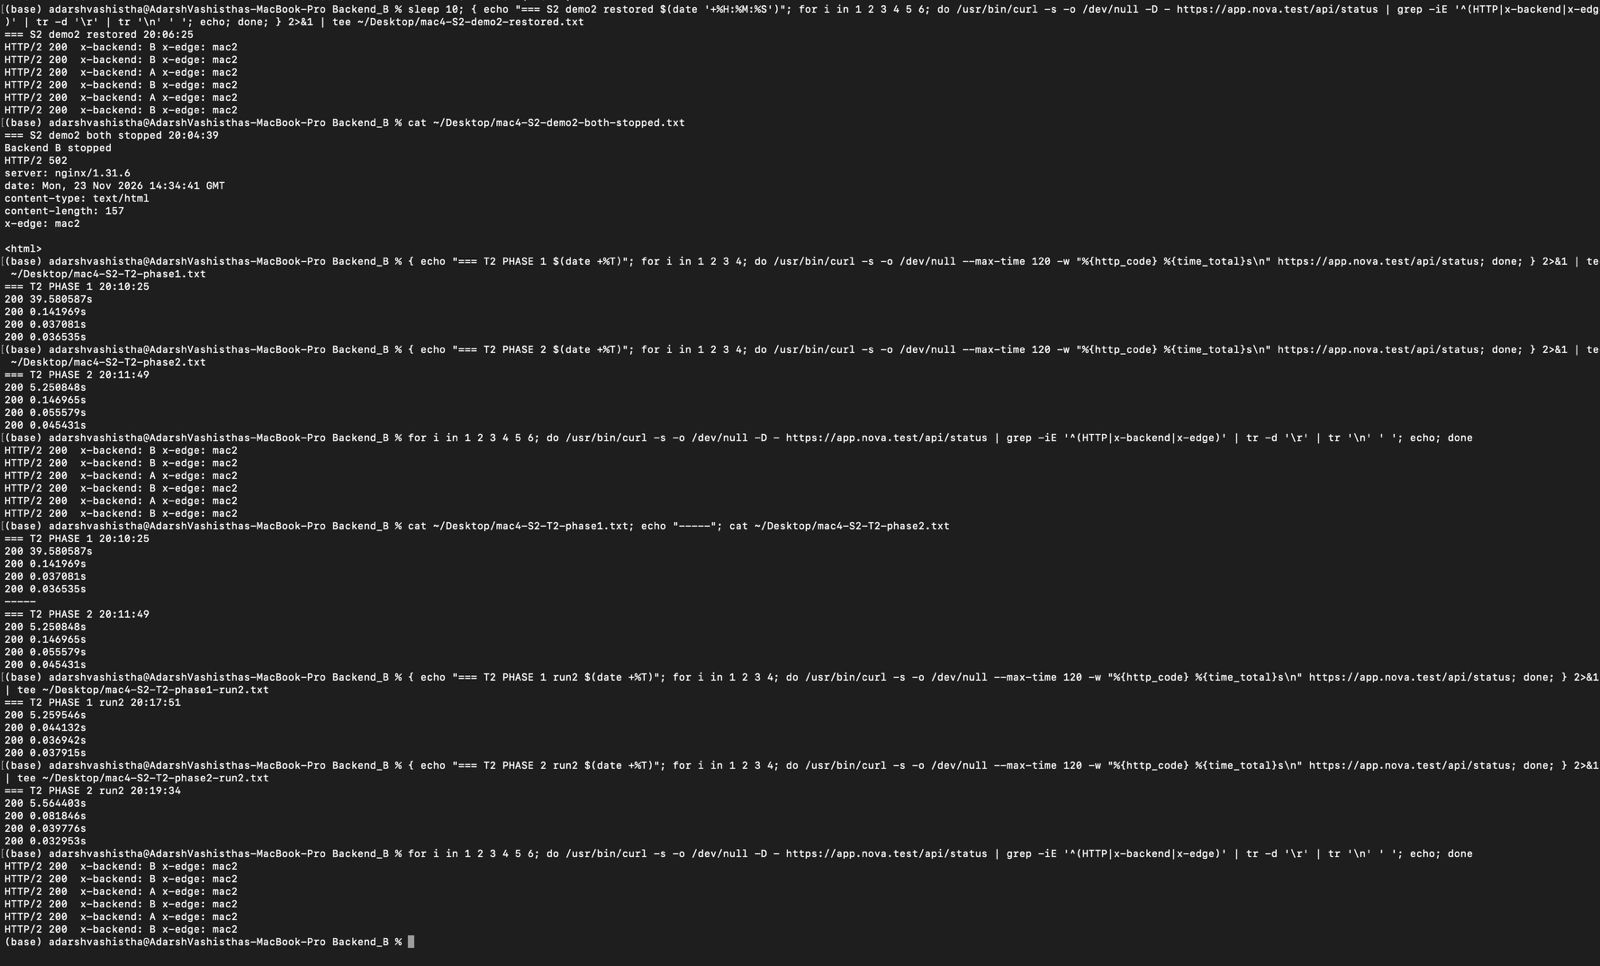 [(base) adarshvashistha@AdarshVashisthas-MacBook-Pro Backend_B % sleep 10; { echo "=== S2 demo2 restored $(date '+%H:%M:%S')"; for i in 1 2 3 4 5 6; do /usr/bin/curl -s -o /dev/null -D - https://app.nova.test/api/status | grep -iE '^(HTTP|x-backend|x-edg
)' | tr -d '\r' | tr '\n' ' '; echo; done; } 2>&1 | tee ~/Desktop/mac4-S2-demo2-restored.txt
=== S2 demo2 restored 20:06:25
HTTP/2 200  x-backend: B x-edge: mac2
HTTP/2 200  x-backend: B x-edge: mac2
HTTP/2 200  x-backend: A x-edge: mac2
HTTP/2 200  x-backend: B x-edge: mac2
HTTP/2 200  x-backend: A x-edge: mac2
HTTP/2 200  x-backend: B x-edge: mac2
[(base) adarshvashistha@AdarshVashisthas-MacBook-Pro Backend_B % cat ~/Desktop/mac4-S2-demo2-both-stopped.txt
=== S2 demo2 both stopped 20:04:39
Backend B stopped
HTTP/2 502
server: nginx/1.31.6
date: Mon, 23 Nov 2026 14:34:41 GMT
content-type: text/html
content-length: 157
x-edge: mac2
<html>
[(base) adarshvashistha@AdarshVashisthas-MacBook-Pro Backend_B % { echo "=== T2 PHASE 1 $(date +%T)"; for i in 1 2 3 4; do /usr/bin/curl -s -o /dev/null --max-time 120 -w "%{http_code} %{time_total}s\n" https://app.nova.test/api/status; done; } 2>&1 | te
 ~/Desktop/mac4-S2-T2-phase1.txt
=== T2 PHASE 1 20:10:25
200 39.580587s
200 0.141969s
200 0.037081s
200 0.036535s
[(base) adarshvashistha@AdarshVashisthas-MacBook-Pro Backend_B % { echo "=== T2 PHASE 2 $(date +%T)"; for i in 1 2 3 4; do /usr/bin/curl -s -o /dev/null --max-time 120 -w "%{http_code} %{time_total}s\n" https://app.nova.test/api/status; done; } 2>&1 | te
 ~/Desktop/mac4-S2-T2-phase2.txt
=== T2 PHASE 2 20:11:49
200 5.250848s
200 0.146965s
200 0.055579s
200 0.045431s
[(base) adarshvashistha@AdarshVashisthas-MacBook-Pro Backend_B % for i in 1 2 3 4 5 6; do /usr/bin/curl -s -o /dev/null -D - https://app.nova.test/api/status | grep -iE '^(HTTP|x-backend|x-edge)' | tr -d '\r' | tr '\n' ' '; echo; done
HTTP/2 200  x-backend: B x-edge: mac2
HTTP/2 200  x-backend: B x-edge: mac2
HTTP/2 200  x-backend: A x-edge: mac2
HTTP/2 200  x-backend: B x-edge: mac2
HTTP/2 200  x-backend: A x-edge: mac2
HTTP/2 200  x-backend: B x-edge: mac2
[(base) adarshvashistha@AdarshVashisthas-MacBook-Pro Backend_B % cat ~/Desktop/mac4-S2-T2-phase1.txt; echo "-----"; cat ~/Desktop/mac4-S2-T2-phase2.txt
=== T2 PHASE 1 20:10:25
200 39.580587s
200 0.141969s
200 0.037081s
200 0.036535s
-----
=== T2 PHASE 2 20:11:49
200 5.250848s
200 0.146965s
200 0.055579s
200 0.045431s
[(base) adarshvashistha@AdarshVashisthas-MacBook-Pro Backend_B % { echo "=== T2 PHASE 1 run2 $(date +%T)"; for i in 1 2 3 4; do /usr/bin/curl -s -o /dev/null --max-time 120 -w "%{http_code} %{time_total}s\n" https://app.nova.test/api/status; done; } 2>&1
| tee ~/Desktop/mac4-S2-T2-phase1-run2.txt
=== T2 PHASE 1 run2 20:17:51
200 5.259546s
200 0.044132s
200 0.036942s
200 0.037915s
[(base) adarshvashistha@AdarshVashisthas-MacBook-Pro Backend_B % { echo "=== T2 PHASE 2 run2 $(date +%T)"; for i in 1 2 3 4; do /usr/bin/curl -s -o /dev/null --max-time 120 -w "%{http_code} %{time_total}s\n" https://app.nova.test/api/status; done; } 2>&1
| tee ~/Desktop/mac4-S2-T2-phase2-run2.txt
=== T2 PHASE 2 run2 20:19:34
200 5.564403s
200 0.081846s
200 0.039776s
200 0.032953s
[(base) adarshvashistha@AdarshVashisthas-MacBook-Pro Backend_B % for i in 1 2 3 4 5 6; do /usr/bin/curl -s -o /dev/null -D - https://app.nova.test/api/status | grep -iE '^(HTTP|x-backend|x-edge)' | tr -d '\r' | tr '\n' ' '; echo; done
HTTP/2 200  x-backend: B x-edge: mac2
HTTP/2 200  x-backend: B x-edge: mac2
HTTP/2 200  x-backend: A x-edge: mac2
HTTP/2 200  x-backend: B x-edge: mac2
HTTP/2 200  x-backend: A x-edge: mac2
HTTP/2 200  x-backend: B x-edge: mac2
(base) adarshvashistha@AdarshVashisthas-MacBook-Pro Backend_B %